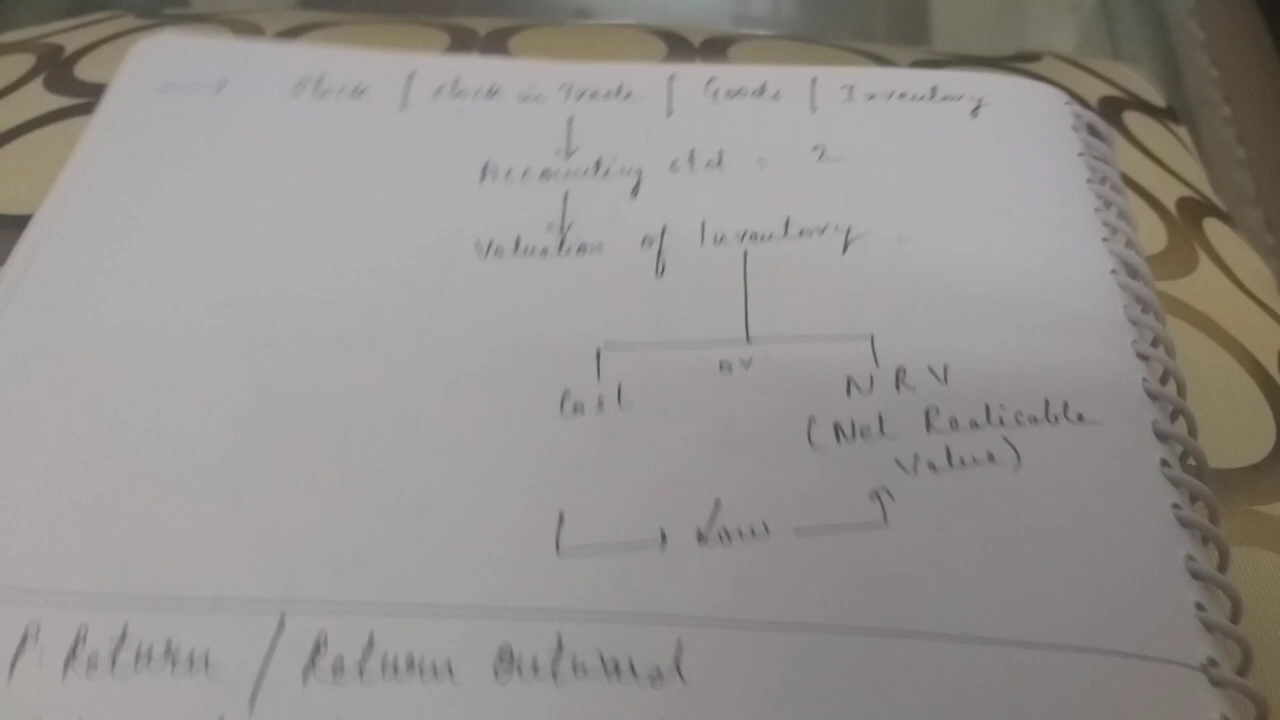 Stock / Stock in Trade / Goods / Inventory
Accounting std = 2
Valuation of Inventory
Cost or NRV
(Net Realisable
Value)
Low
P. Return / Return outward